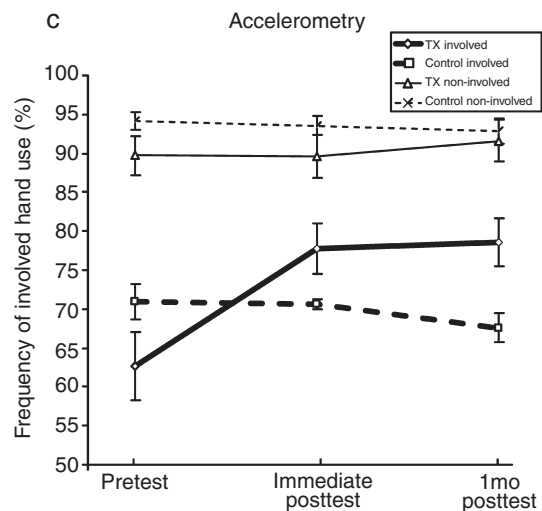 c
Accelerometry
TX involved
Control involved
TX non-involved
Control non-involved
Frequency of involved hand use (%)
100
95
90
85
80
75
70
65
60
55
50
Pretest
Immediate
posttest
1mo
posttest